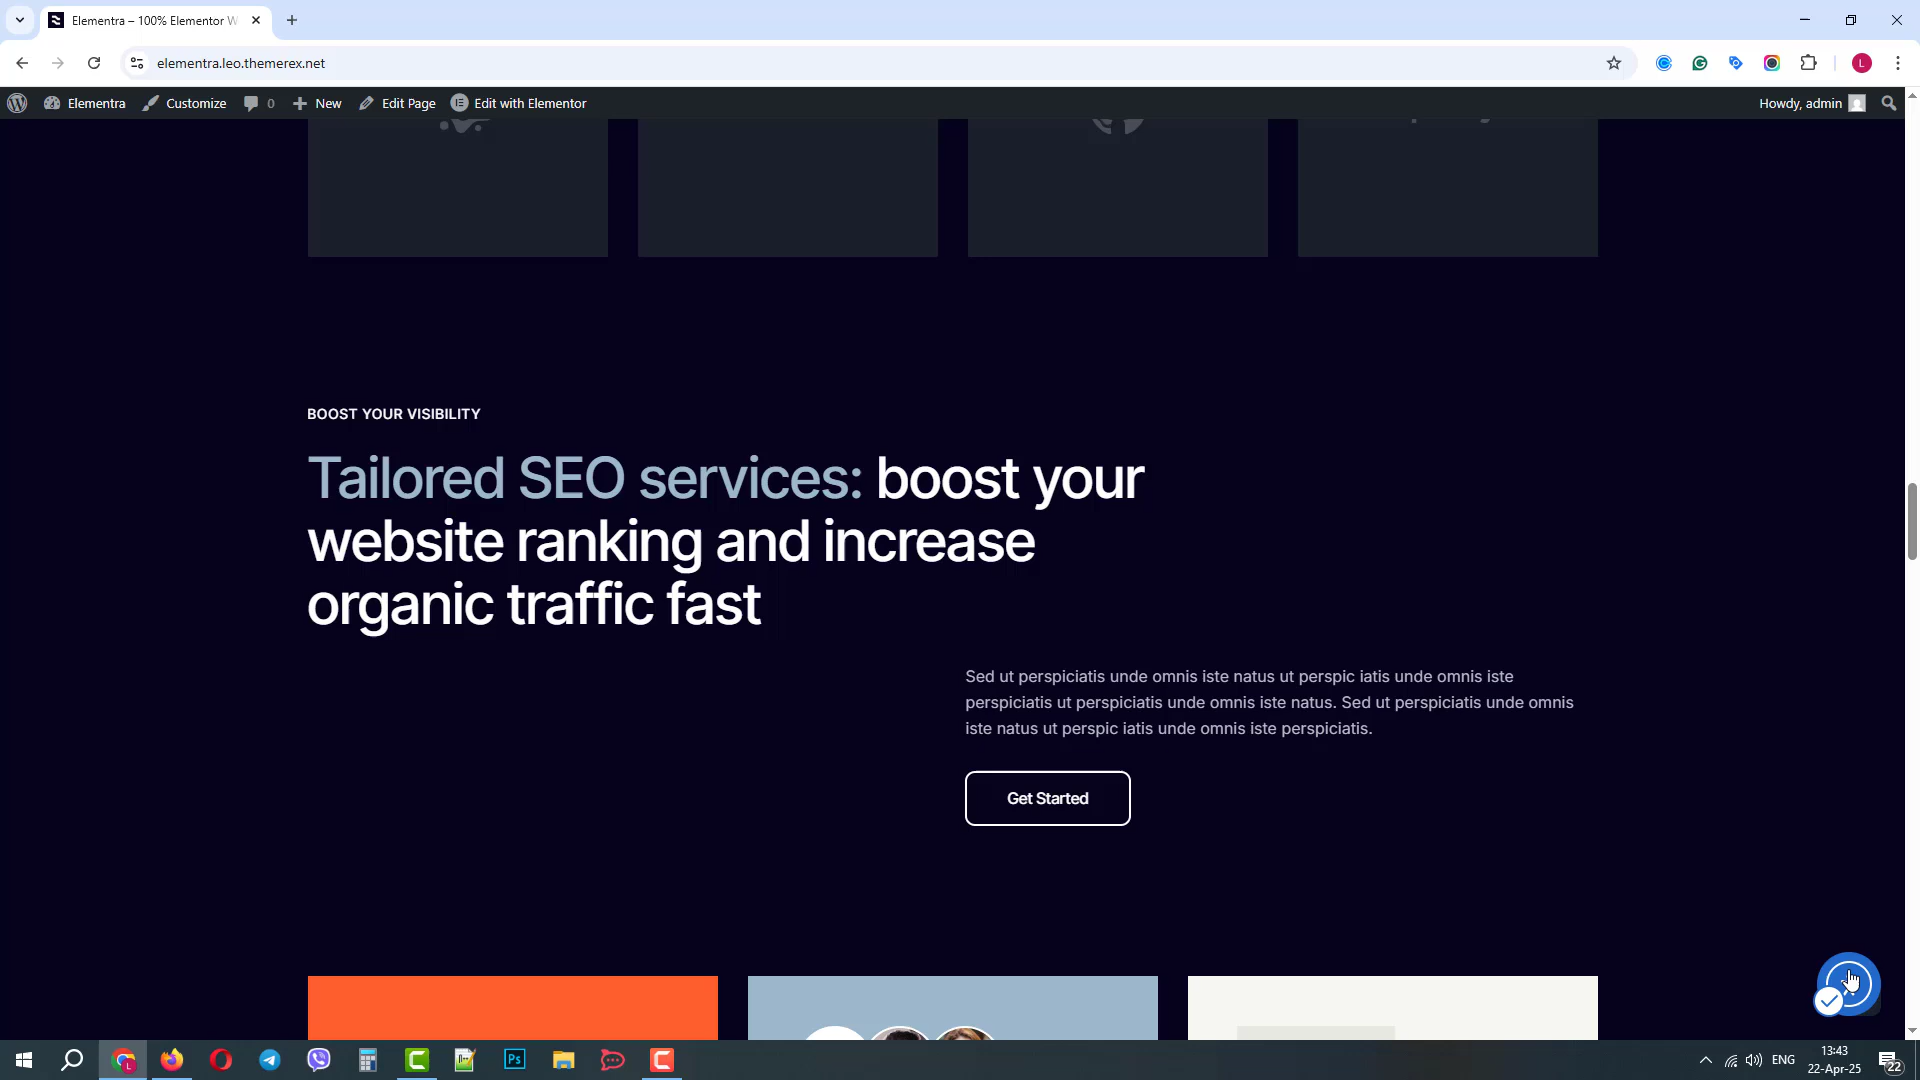 Elementra – 100% Elementor W
elementra.leo.themerex.net
L
Elementra
Customize
0
New
Edit Page
Edit with Elementor
Howdy, admin
BOOST YOUR VISIBILITY
Tailored SEO services: boost your
website ranking and increase
organic traffic fast
Sed ut perspiciatis unde omnis iste natus ut perspic iatis unde omnis iste
perspiciatis ut perspiciatis unde omnis iste natus. Sed ut perspiciatis unde omnis
iste natus ut perspic iatis unde omnis iste perspiciatis.
Get Started
L
Ps
ENG
13:43
22-Apr-25
22